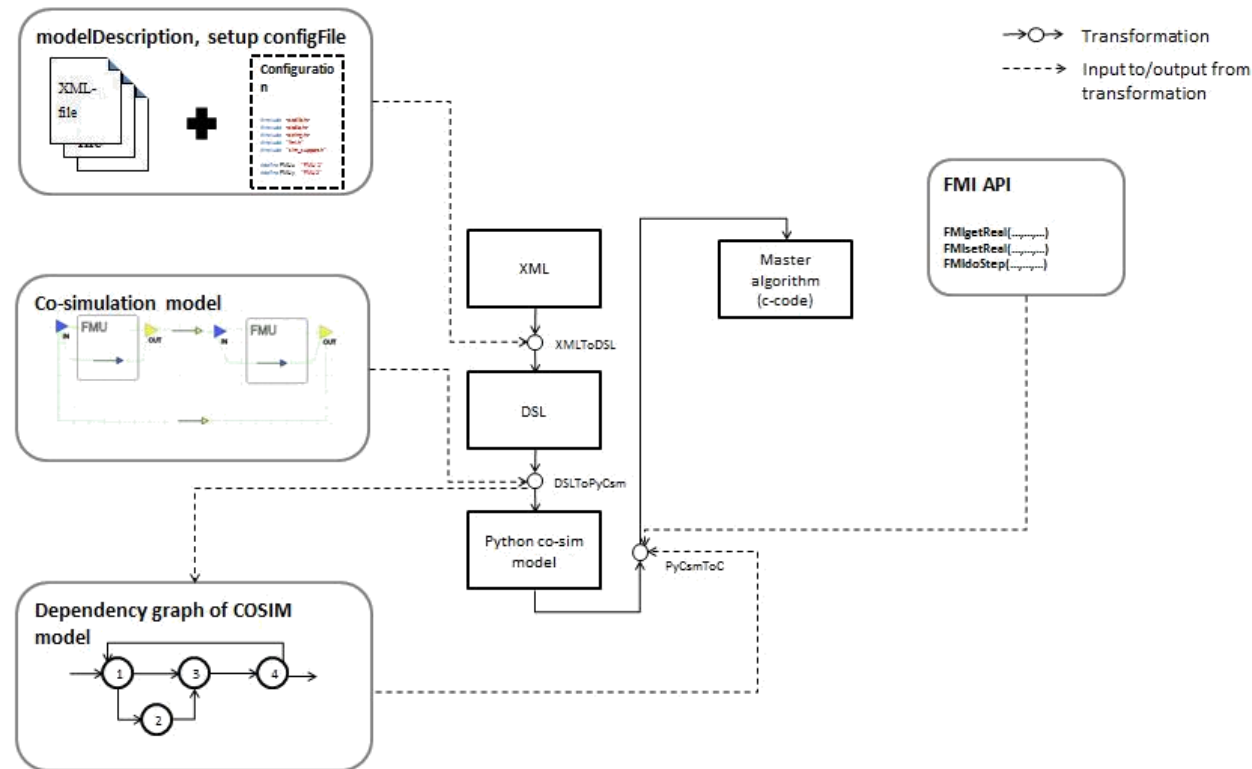 modelDescription, setup configFile
XML-
file
Configuratio
n
Transformation
Input to/output from
transformation
FMI API
FMIgetReal(...,...,...)
FMIsetReal(...,...,...)
FMIdoStep(...,...,...)
XML
Master
algorithm
(c-code)
XMLToDSL
Co-simulation model
FMU
IN
OUT
FMU
IN
OUT
DSL
DSLToPyCsm
Python co-sim
model
PyCsmToC
Dependency graph of COSIM
model
1
3
4
2